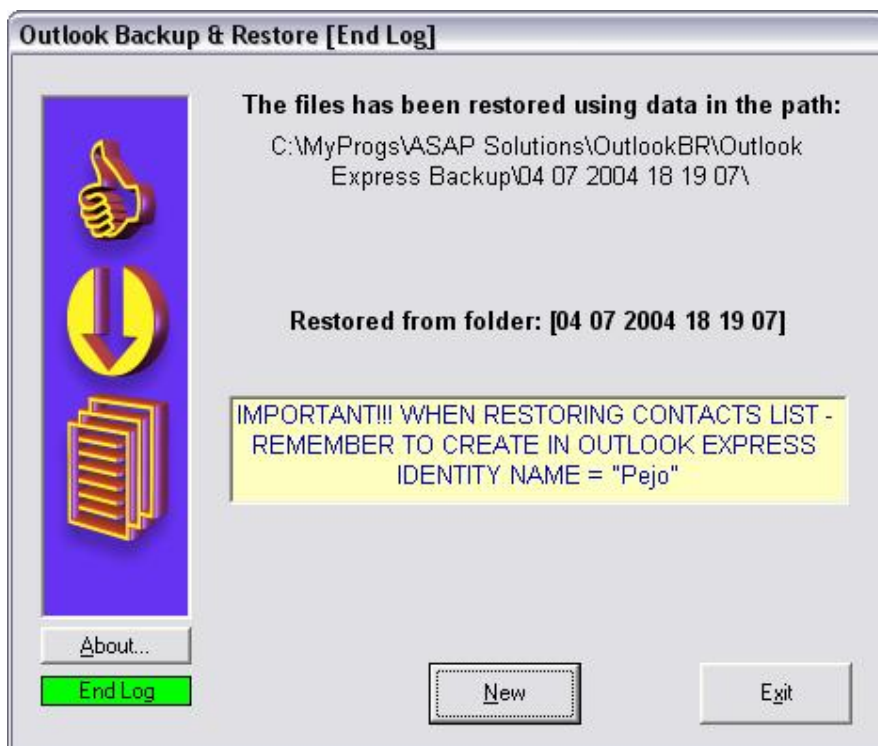 Outlook Backup & Restore [End Log]
The files has been restored using data in the path:
C:\MyProgs\ASAP Solutions\OutlookBR\Outlook
Express Backup\04 07 2004 18 19 07\
Restored from folder: [04 07 2004 18 19 07]
IMPORTANT!!! WHEN RESTORING CONTACTS LIST -
REMEMBER TO CREATE IN OUTLOOK EXPRESS
IDENTITY NAME = "Pejo"
About...
End Log
New
Exit